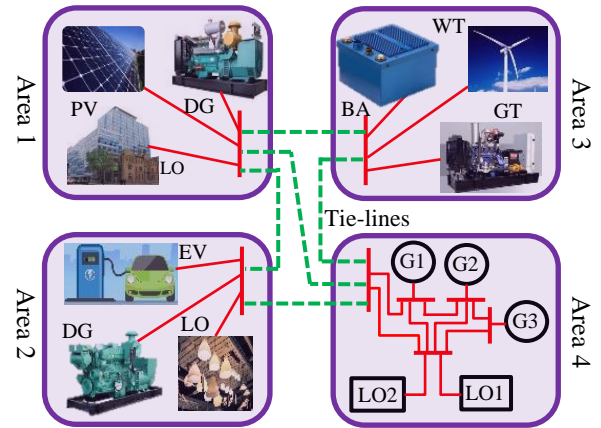 Area 1
PV
DG
LO
WT
BA
GT
Area 3
Tie-lines
Area 2
EV
DG
LO
G1
G2
G3
LO2
LO1
Area 4